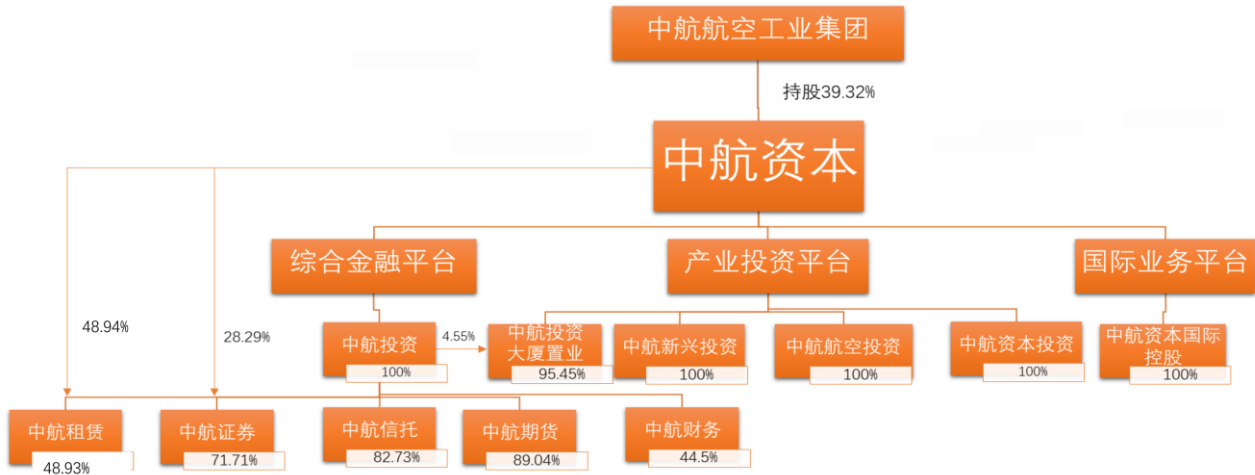 中航航空工业集团
持股39.32%
中航资本
综合金融平台
产业投资平台
国际业务平台
48.94%
28.29%
中航投资
100%
4.55%
中航投资
大厦置业
95.45%
中航新兴投资
100%
中航航空投资
100%
中航资本投资
100%
中航资本国际
控股
100%
中航租赁
48.93%
中航证券
71.71%
中航信托
82.73%
中航期货
89.04%
中航财务
44.5%